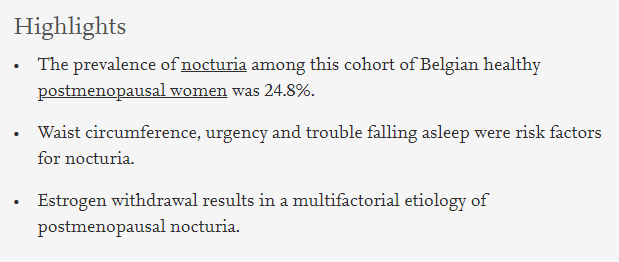 Highlights
• The prevalence of nocturia among this cohort of Belgian healthy
postmenopausal women was 24.8%.
• Waist circumference, urgency and trouble falling asleep were risk factors
for nocturia.
• Estrogen withdrawal results in a multifactorial etiology of
postmenopausal nocturia.